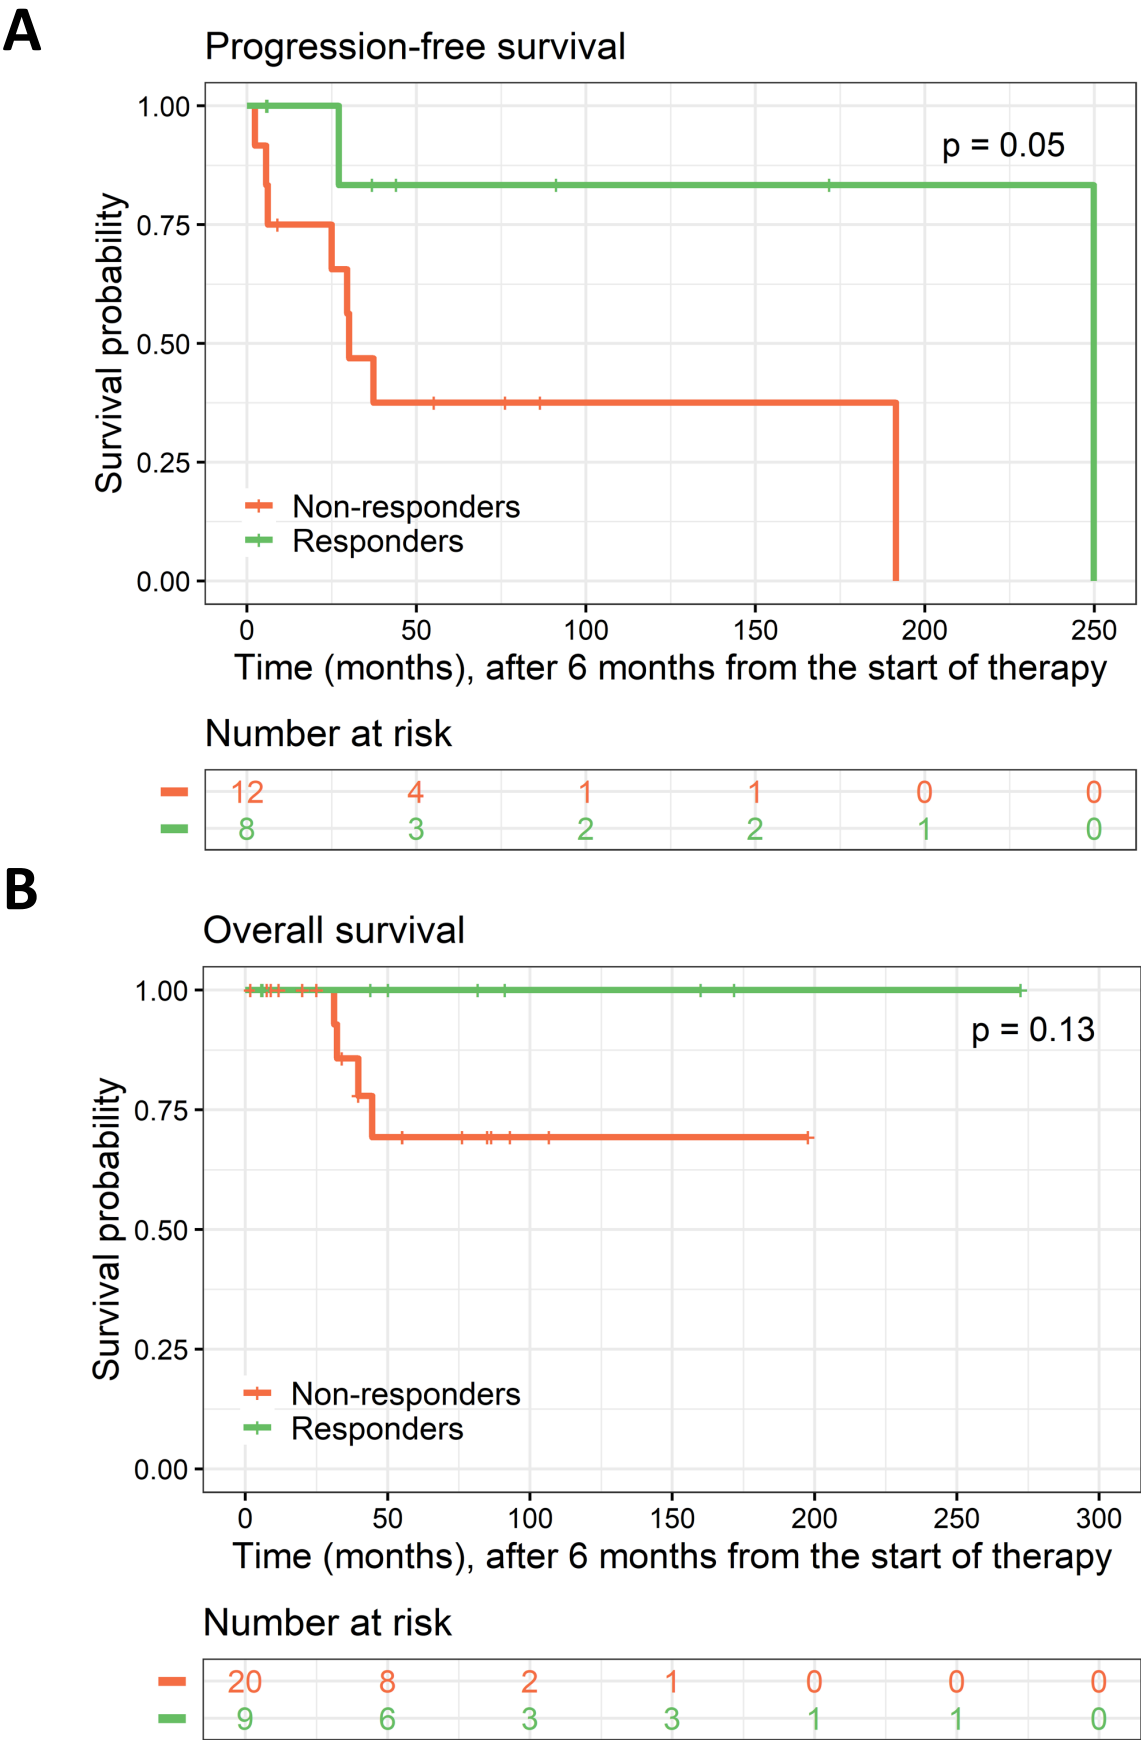 A
Progression-free survival
1.00
0.75
0.50
0.25
0.00
Survival probability
p = 0.05
Non-responders
Responders
0 50 100 150 200 250
Time (months), after 6 months from the start of therapy
Number at risk
12 4 1 1 0 0
8 3 2 2 1 0
B
Overall survival
1.00
0.75
0.50
0.25
0.00
Survival probability
p = 0.13
Non-responders
Responders
0 50 100 150 200 250 300
Time (months), after 6 months from the start of therapy
Number at risk
20 8 2 1 0 0 0
9 6 3 3 1 1 0